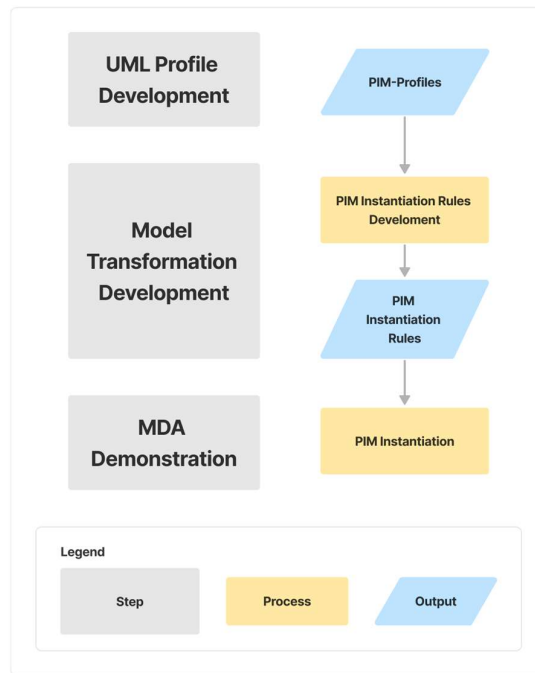 UML Profile
Development
PIM-Profiles
Model
Transformation
Development
PIM Instantiation Rules
Develoment
PIM
Instantiation
Rules
MDA
Demonstration
PIM Instantiation
Legend
Step
Process
Output